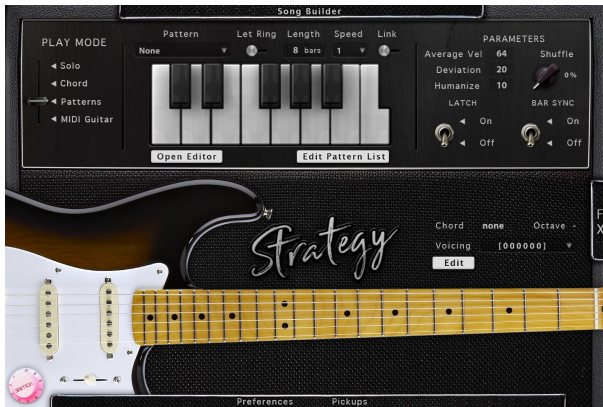 Song Builder
PLAY MODE
Solo
Chord
Patterns
MIDI Guitar
Pattern Let Ring Length Speed Link
None 8 bars 1
Open Editor Edit Pattern List
PARAMETERS
Average Vel 64 Shuffle
Deviation 20 0%
Humanize 10
LATCH BAR SYNC
On On
Off Off
Strategy
Chord none Octave -
Voicing [000000]
Edit
F
X
VOLUME
Preferences Pickups